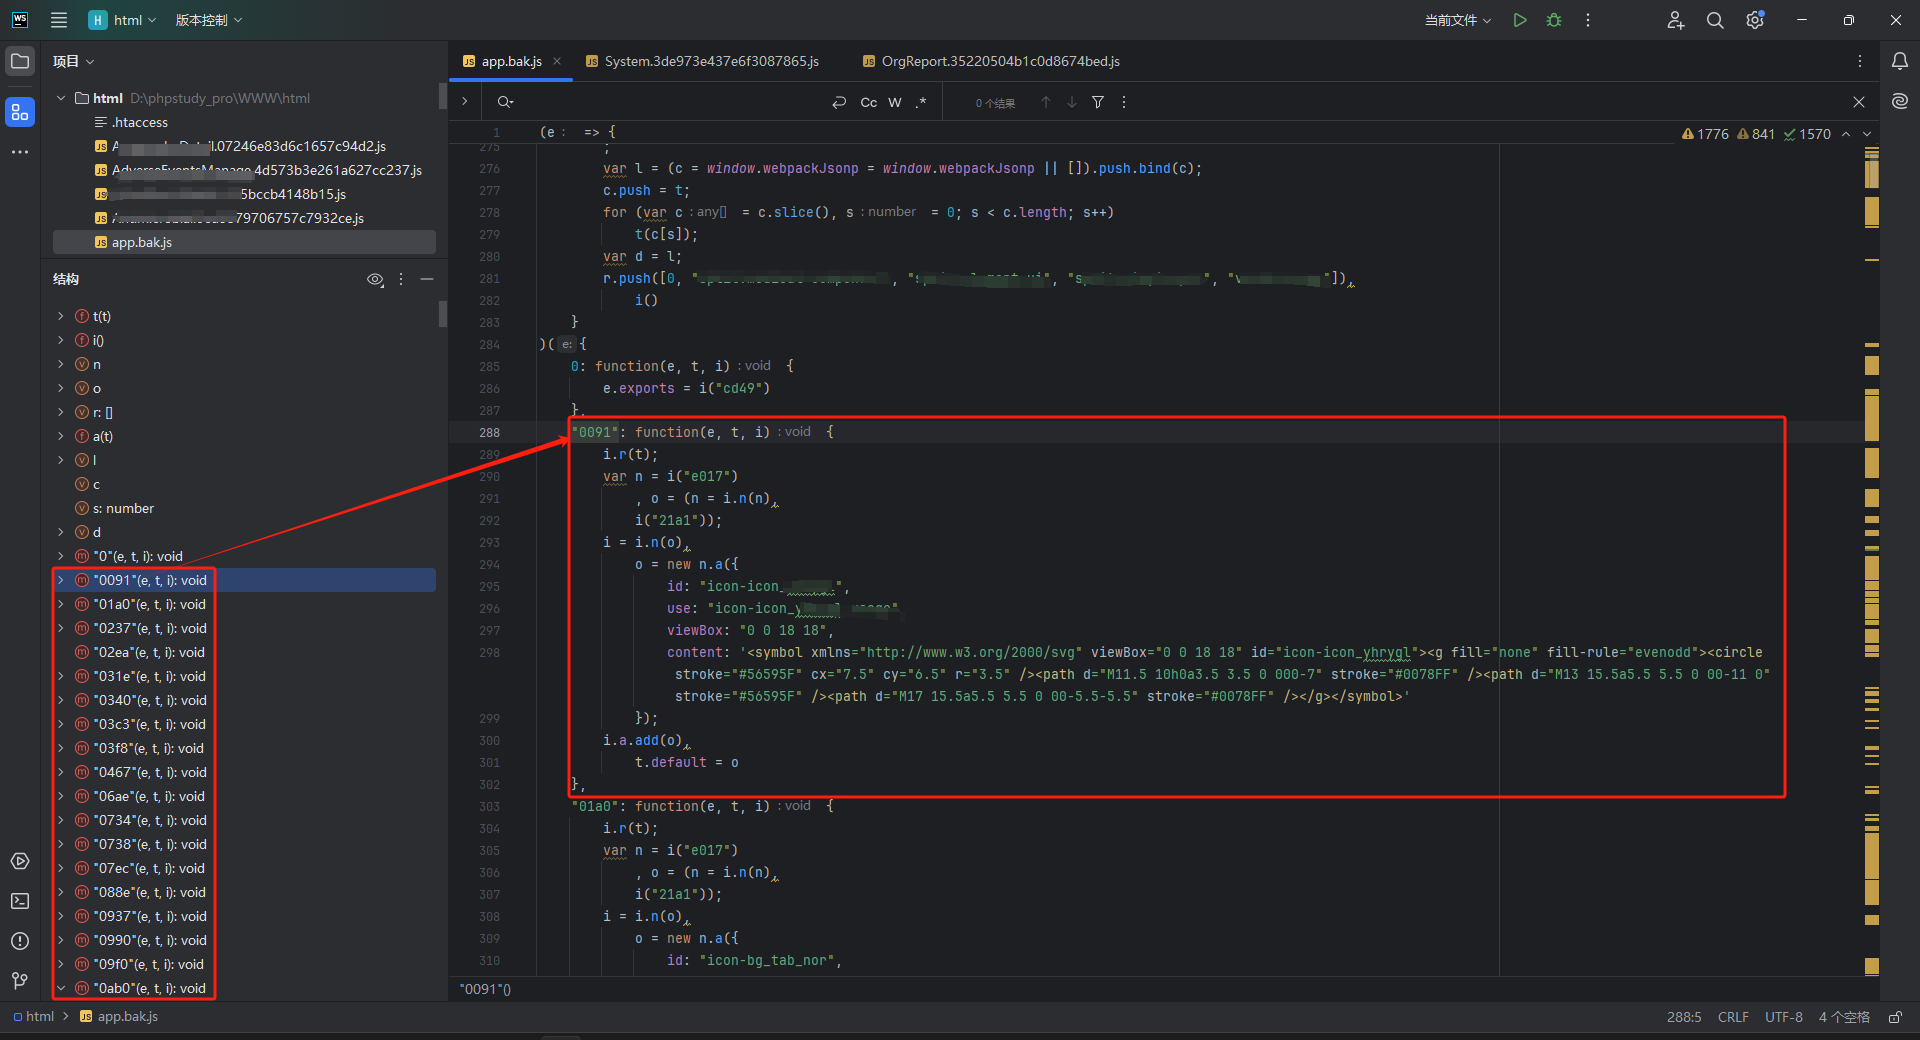 WS
H html
版本控制
当前文件
项目
app.bak.js
System.3de973e437e6f3087865.js
OrgReport.35220504b1c0d8674bed.js
html D:\phpstudy_pro\WWW\html
.htaccess
l.07246e83d6c1657c94d2.js
4d573b3e261a627cc237.js
5bccb4148b15.js
79706757c7932ce.js
app.bak.js
Cc W .*
0 个结果
1776 841 1570
结构
t(t)
i()
n
o
r: []
a(t)
l
c
s: number
d
"0"(e, t, i): void
"0091"(e, t, i): void
"01a0"(e, t, i): void
"0237"(e, t, i): void
"02ea"(e, t, i): void
"031e"(e, t, i): void
"0340"(e, t, i): void
"03c3"(e, t, i): void
"03f8"(e, t, i): void
"0467"(e, t, i): void
"06ae"(e, t, i): void
"0734"(e, t, i): void
"0738"(e, t, i): void
"07ec"(e, t, i): void
"088e"(e, t, i): void
"0937"(e, t, i): void
"0990"(e, t, i): void
"09f0"(e, t, i): void
"0ab0"(e, t, i): void
1 (e : => {
275 ;
276 var l = (c = window.webpackJsonp = window.webpackJsonp || []).push.bind(c);
277 c.push = t;
278 for (var c : any[] = c.slice(), s : number = 0; s < c.length; s++)
279 t(c[s]);
280 var d = l;
281 r.push([0, " ", "s ", "s ", "v "]),
282 i()
283 }
284 )( e: {
285 0: function(e, t, i) : void {
286 e.exports = i("cd49")
287 },
288 "0091": function(e, t, i) : void {
289 i.r(t);
290 var n = i("e017")
291 , o = (n = i.n(n),
292 i("21a1"));
293 i = i.n(o),
294 o = new n.a({
295 id: "icon-icon_ ",
296 use: "icon-icon_y "
297 viewBox: "0 0 18 18",
298 content: '<symbol xmlns="http://www.w3.org/2000/svg" viewBox="0 0 18 18" id="icon-icon_yhrygl"><g fill="none" fill-rule="evenodd"><circle
stroke="#56595F" cx="7.5" cy="6.5" r="3.5" /><path d="M11.5 10h0a3.5 3.5 0 000-7" stroke="#0078FF" /><path d="M13 15.5a5.5 5.5 0 00-11 0"
stroke="#56595F" /><path d="M17 15.5a5.5 5.5 0 00-5.5-5.5" stroke="#0078FF" /></g></symbol>'
299 });
300 i.a.add(o),
301 t.default = o
302 },
303 "01a0": function(e, t, i) : void {
304 i.r(t);
305 var n = i("e017")
306 , o = (n = i.n(n),
307 i("21a1"));
308 i = i.n(o),
309 o = new n.a({
310 id: "icon-bg_tab_nor",
"0091"()
html > app.bak.js
288:5 CRLF UTF-8 4 个空格